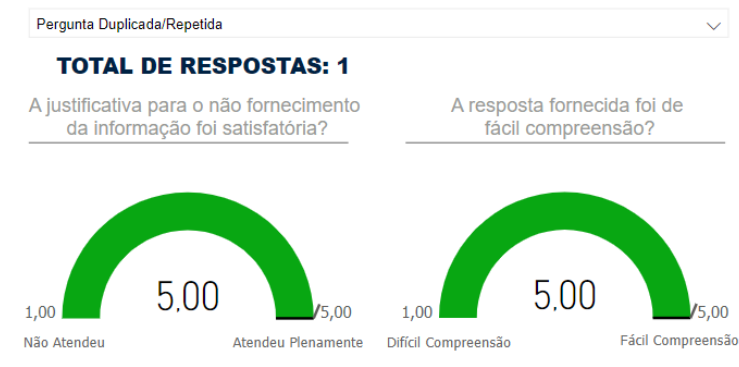 Pergunta Duplicada/Repetida
TOTAL DE RESPOSTAS: 1
A justificativa para o não fornecimento
da informação foi satisfatória?
A resposta fornecida foi de
fácil compreensão?
5,00
1,00
5,00
Não Atendeu
Atendeu Plenamente
5,00
1,00
5,00
Difícil Compreensão
Fácil Compreensão